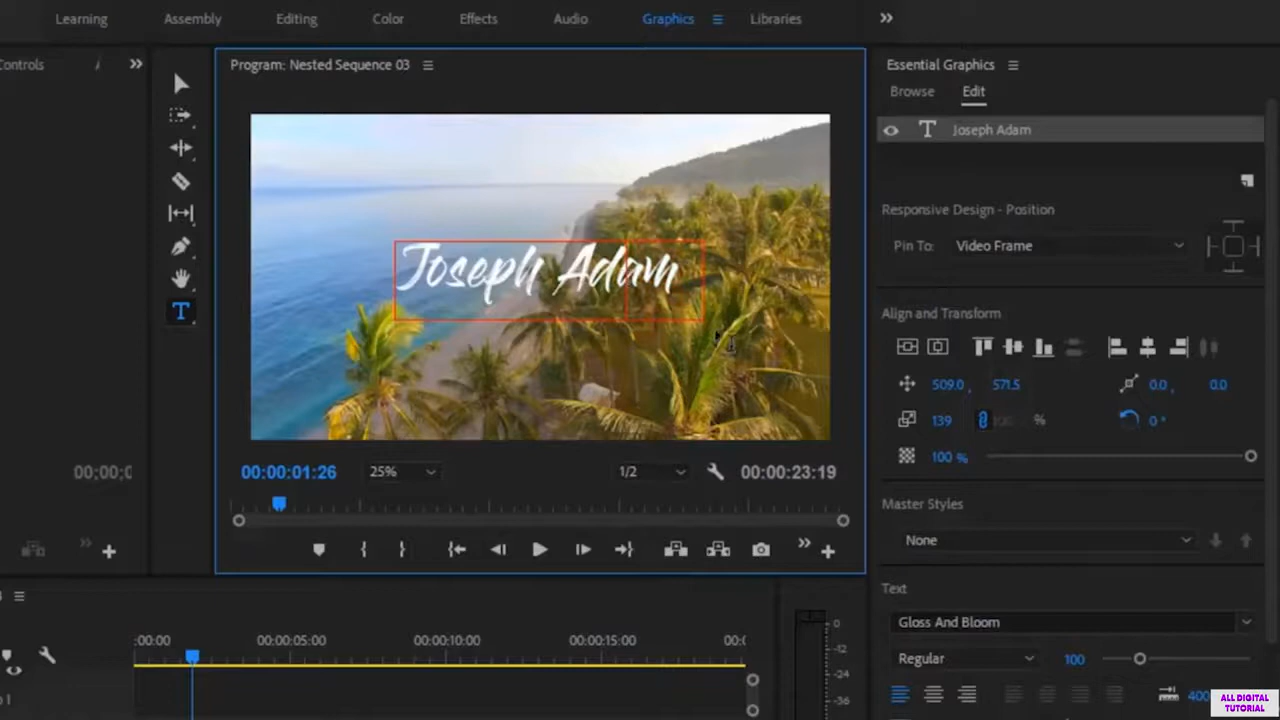 Learning Assembly Editing Color Effects Audio Graphics Libraries
Controls
Program: Nested Sequence 03
Essential Graphics
Browse Edit
Joseph Adam
Joseph Adam
Responsive Design - Position
Pin To: Video Frame
Align and Transform
509.0 , 571.5 0.0 , 0.0
139 % 0 °
100 %
00;00;0
00:00:01:26 25% 1/2 00:00:23:19
Master Styles
None
Text
Gloss And Bloom
Regular 100
400
:00:00 00:00:05:00 00:00:10:00 00:00:15:00 00:0
0
-12
-24
-36
ALL DIGITAL
TUTORIAL